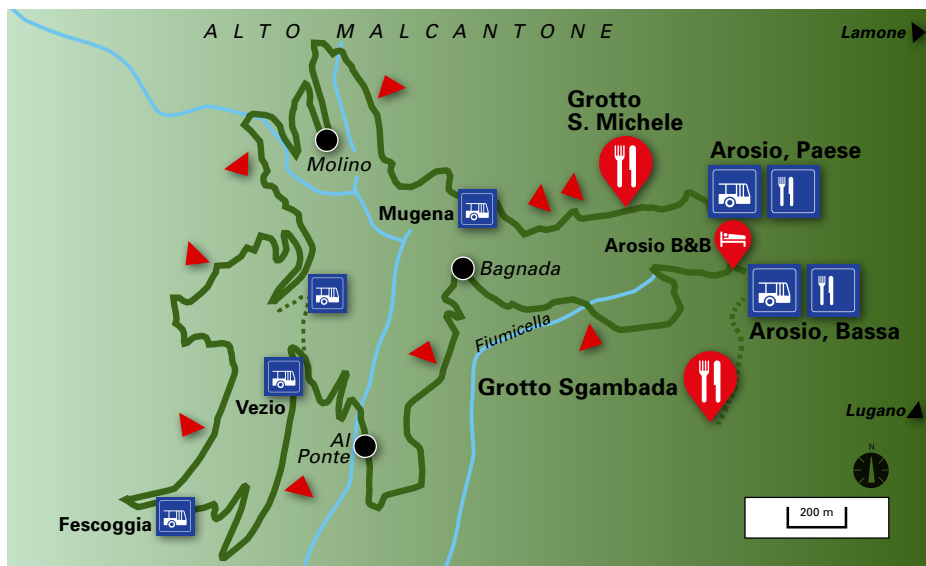 ALTO MALCANTONE
Lamone
Grotto
S. Michele
Arosio, Paese
Molino
Mugena
Arosio B&B
Bagnada
Fiumicella
Arosio, Bassa
Grotto Sgambada
Vezio
Al
Ponte
Lugano
N
Fescoggia
200 m